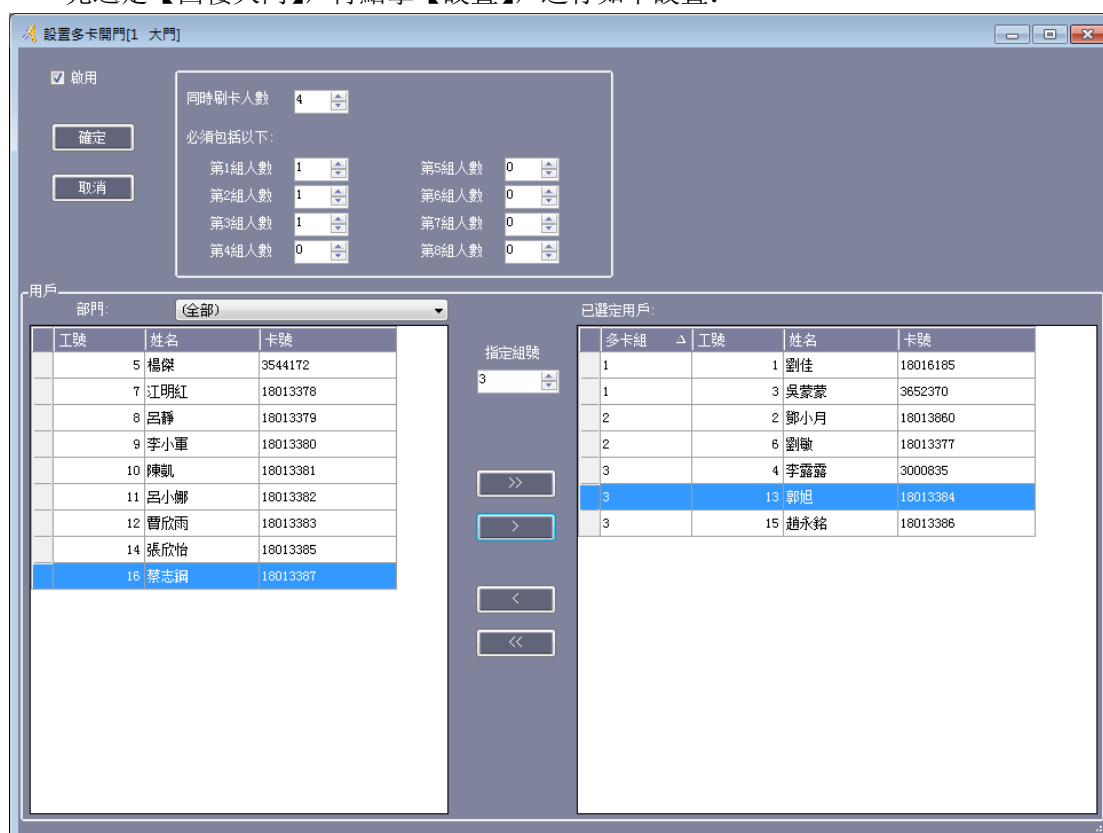 設置多卡開門[1 大門]
啟用
同時刷卡人數 4
確定
必須包括以下:
第1組人數 1 第5組人數 0
取消
第2組人數 1 第6組人數 0
第3組人數 1 第7組人數 0
第4組人數 0 第8組人數 0
用戶
部門: (全部) 已選定用戶:
工號 姓名 卡號
5 楊傑 3544172
7 江明紅 18013378
8 呂靜 18013379
9 李小軍 18013380
10 陳凱 18013381
11 呂小娜 18013382
12 費欣雨 18013383
14 張欣怡 18013385
16 蔡志鋼 18013387
指定組號
3
>>
>
<
<<
多卡組 工號 姓名 卡號
1 1 劉佳 18016185
1 3 吳蒙蒙 3652370
2 2 鄧小月 18013860
2 6 劉敏 18013377
3 4 李露露 3000835
3 13 郭旭 18013384
3 15 趙永銘 18013386